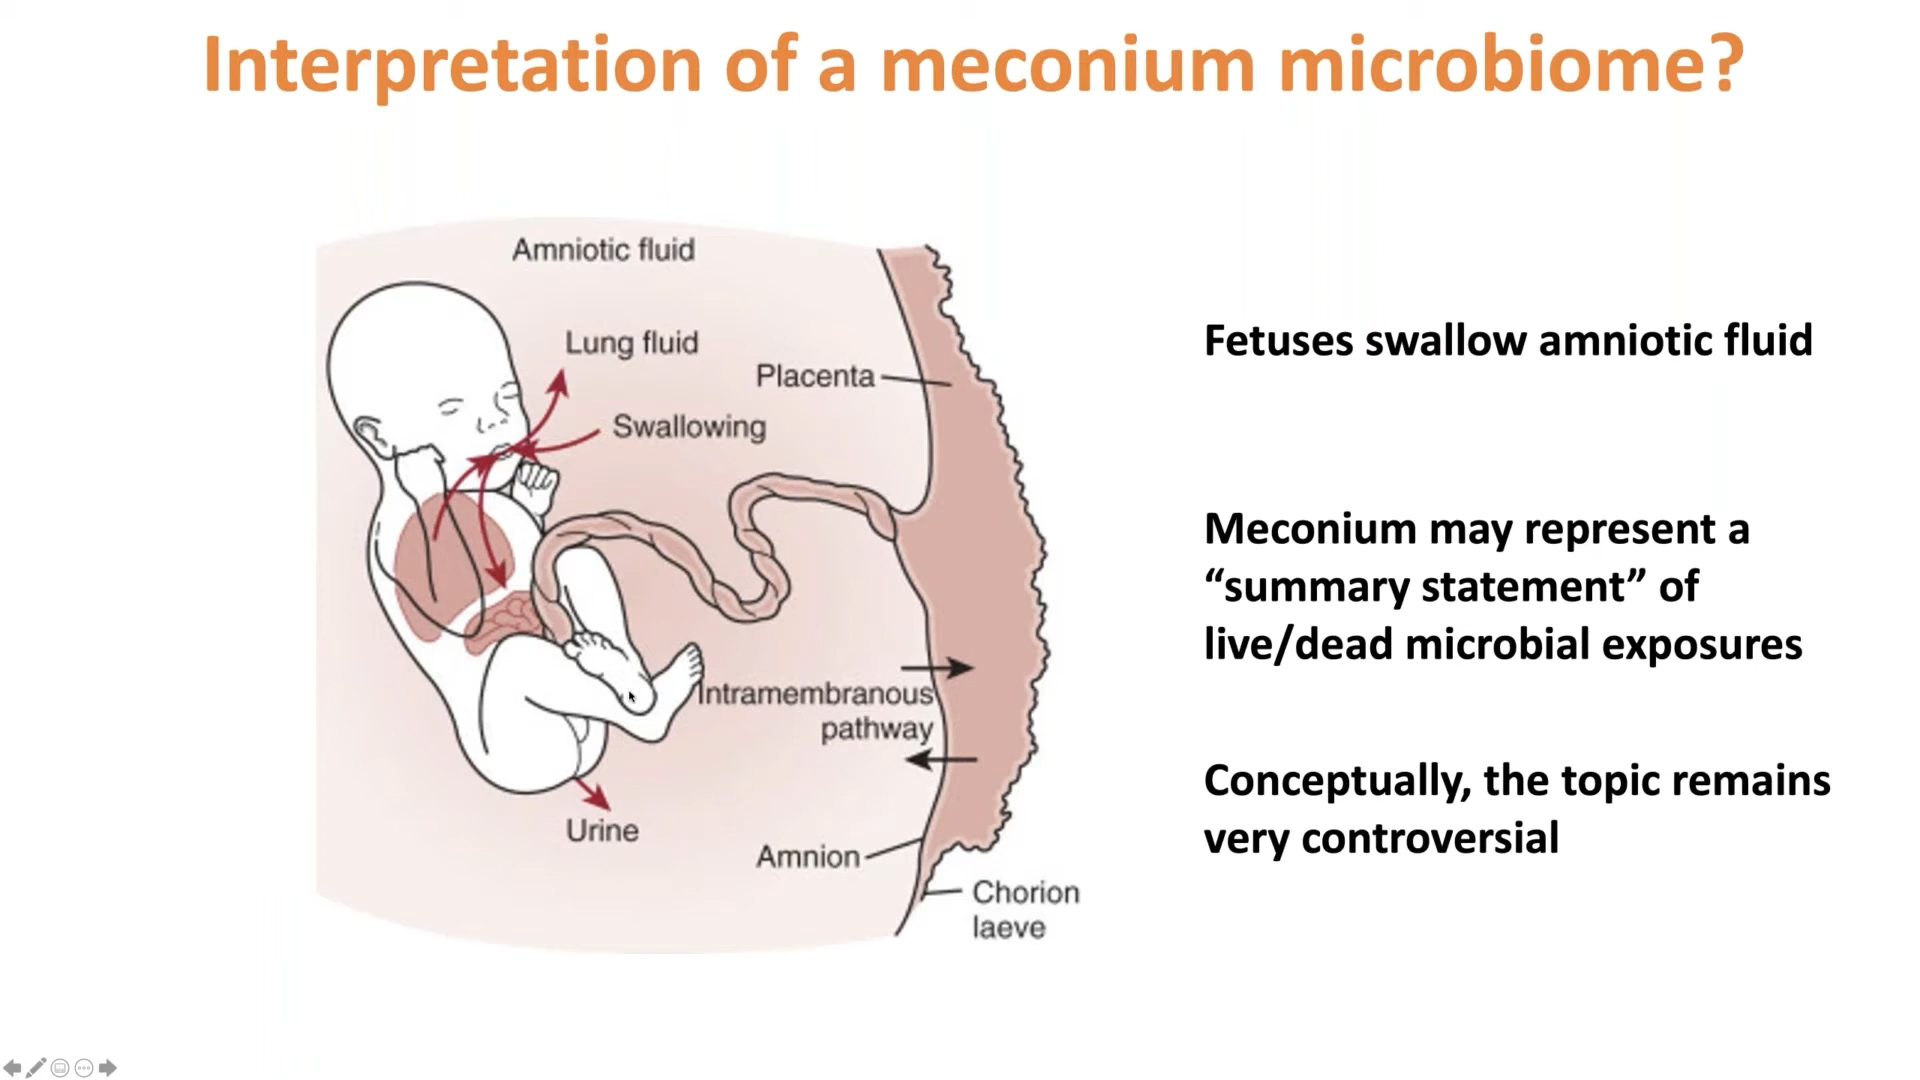 Interpretation of a meconium microbiome?
Amniotic fluid
Lung fluid
Placenta
Swallowing
Intramembranous
pathway
Urine
Amnion
Chorion
laeve
Fetuses swallow amniotic fluid
Meconium may represent a
“summary statement” of
live/dead microbial exposures
Conceptually, the topic remains
very controversial